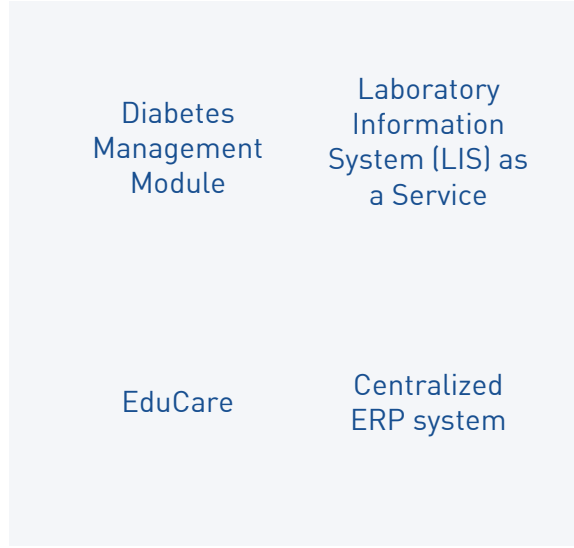 Diabetes
Management
Module
Laboratory
Information
System (LIS) as
a Service
EduCare
Centralized
ERP system